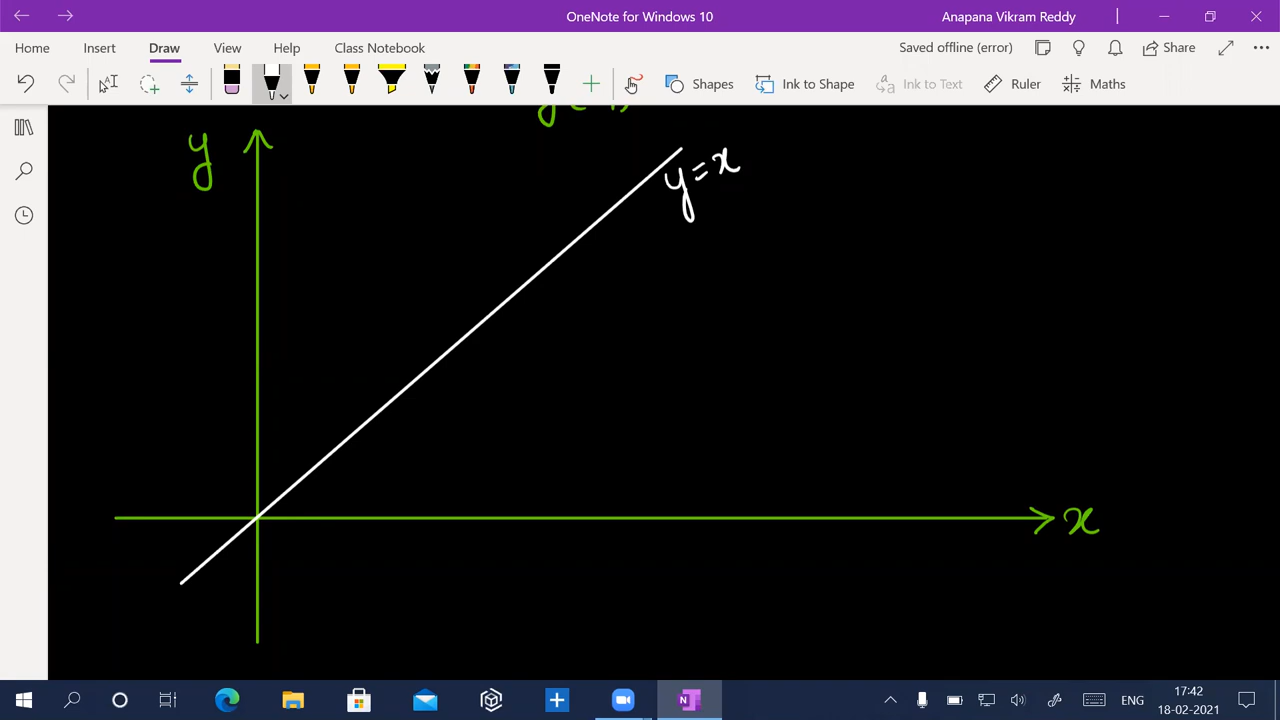 OneNote for Windows 10
Anapana Vikram Reddy
Home Insert Draw View Help Class Notebook
Saved offline (error)
Share
Shapes Ink to Shape Ink to Text Ruler Maths
y
y=x
x
ENG
17:42
18-02-2021